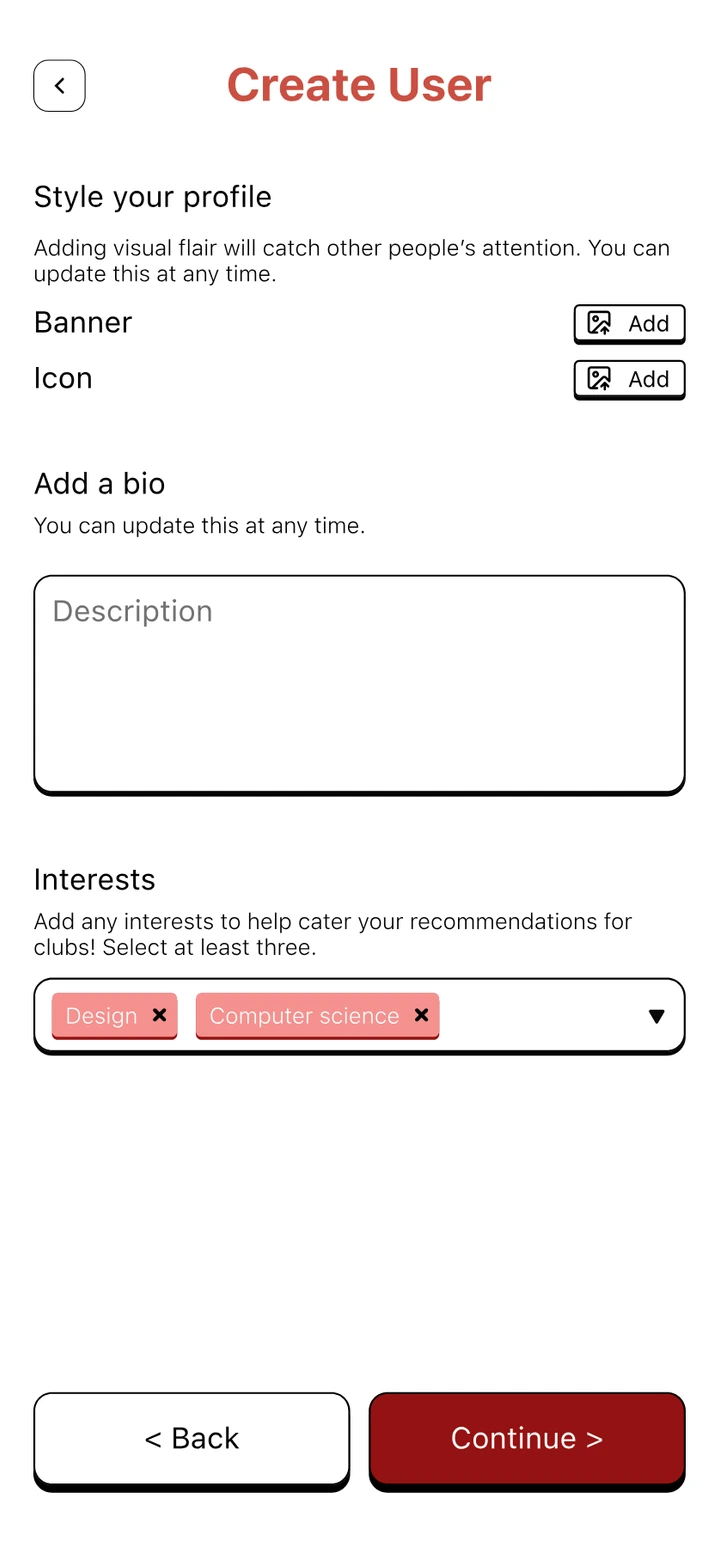 Create User
Style your profile
Adding visual flair will catch other people’s attention. You can
update this at any time.
Banner
Add
Icon
Add
Add a bio
You can update this at any time.
Description
Interests
Add any interests to help cater your recommendations for
clubs! Select at least three.
Design × Computer science ×
< Back
Continue >